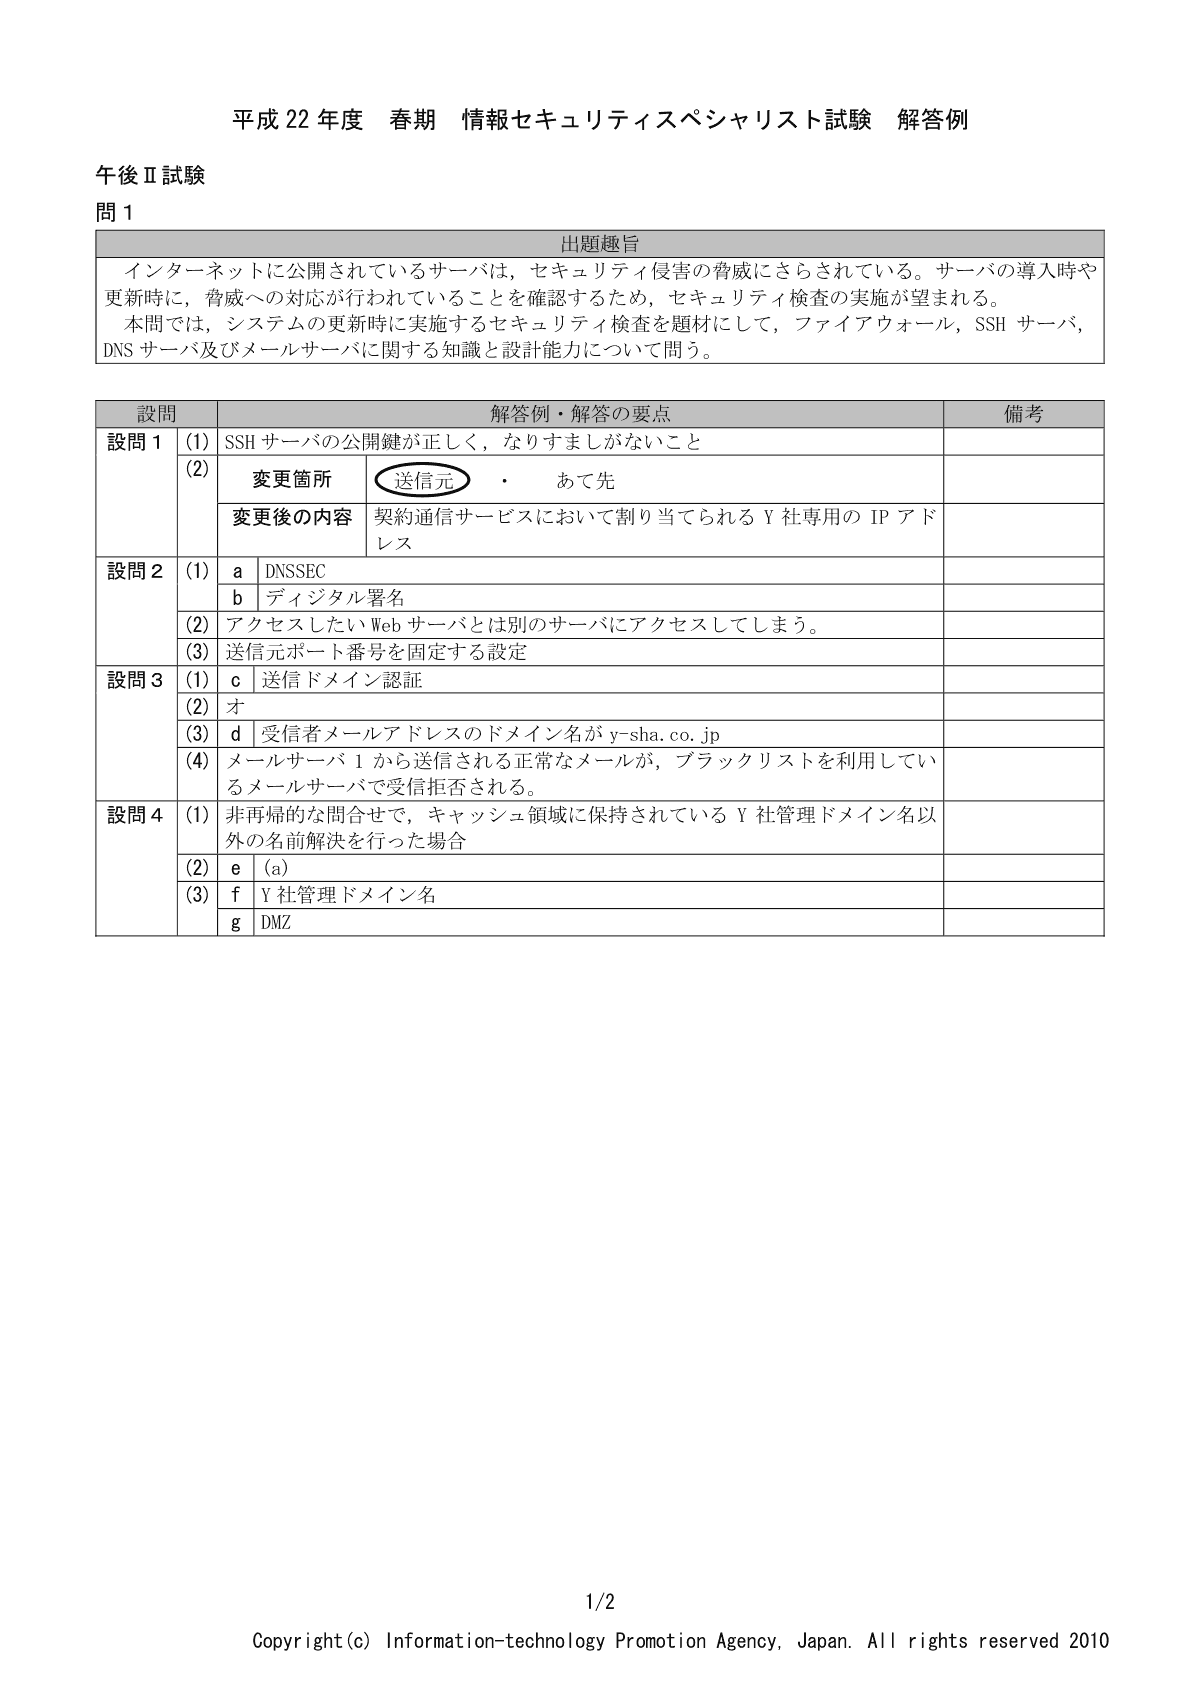 平成 22 年度　春期　情報セキュリティスペシャリスト試験　解答例
午後Ⅱ試験
問１
出題趣旨
インターネットに公開されているサーバは，セキュリティ侵害の脅威にさらされている。サーバの導入時や
更新時に，脅威への対応が行われていることを確認するため，セキュリティ検査の実施が望まれる。
本問では，システムの更新時に実施するセキュリティ検査を題材にして，ファイアウォール，SSH サーバ，
DNS サーバ及びメールサーバに関する知識と設計能力について問う。
設問 解答例・解答の要点 備考
設問１ (1) SSH サーバの公開鍵が正しく，なりすましがないこと
(2) 変更箇所 送信元 ・ あて先
変更後の内容 契約通信サービスにおいて割り当てられる Y 社専用の IP アド
レス
設問２ (1) a DNSSEC
b ディジタル署名
(2) アクセスしたい Web サーバとは別のサーバにアクセスしてしまう。
(3) 送信元ポート番号を固定する設定
設問３ (1) c 送信ドメイン認証
(2) オ
(3) d 受信者メールアドレスのドメイン名が y-sha.co.jp
(4) メールサーバ 1 から送信される正常なメールが，ブラックリストを利用してい
るメールサーバで受信拒否される。
設問４ (1) 非再帰的な問合せで，キャッシュ領域に保持されている Y 社管理ドメイン名以
外の名前解決を行った場合
(2) e (a)
(3) f Y 社管理ドメイン名
g DMZ
1/2
Copyright(c) Information-technology Promotion Agency, Japan. All rights reserved 2010